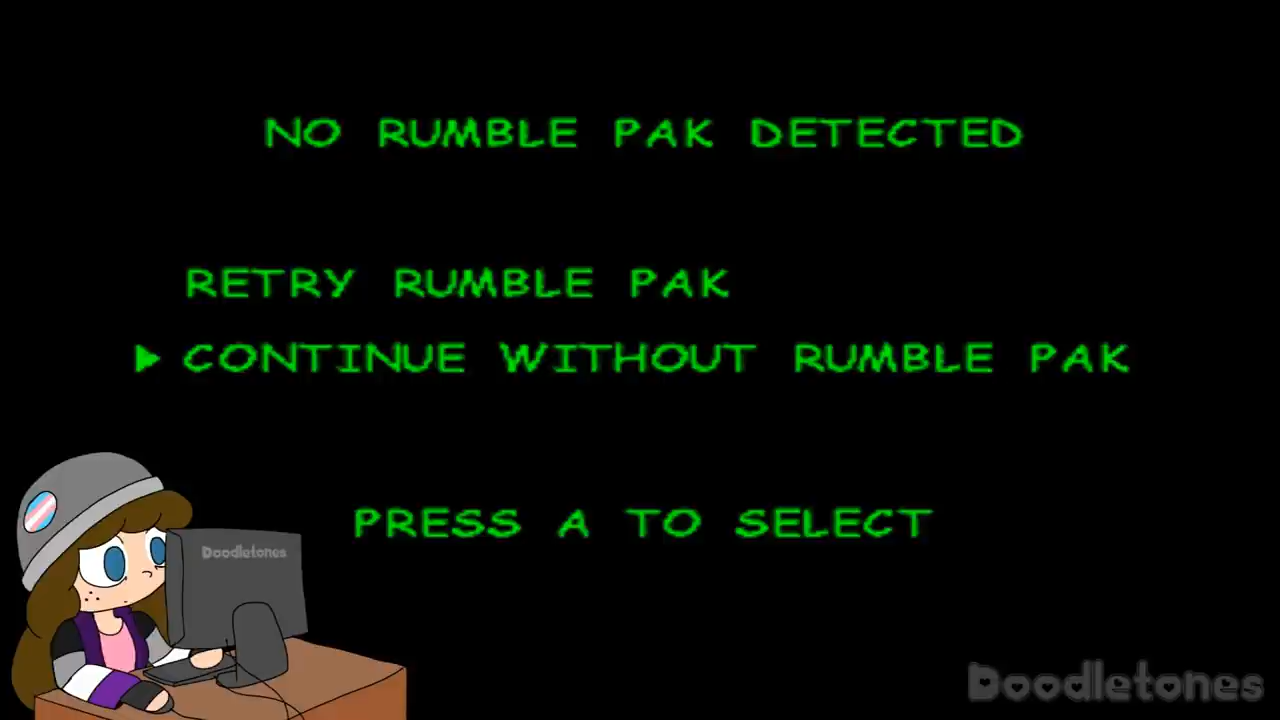 NO RUMBLE PAK DETECTED
RETRY RUMBLE PAK
CONTINUE WITHOUT RUMBLE PAK
PRESS A TO SELECT
Doodletones
Doodletones